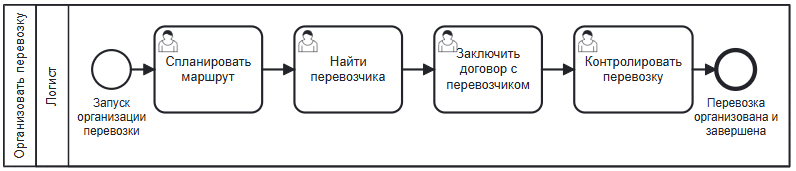 Организовать перевозку
Логист
Запуск
организации
перевозки
Спланировать
маршрут
Найти
перевозчика
Заключить
договор с
перевозчиком
Контролировать
перевозку
Перевозка
организована и
завершена